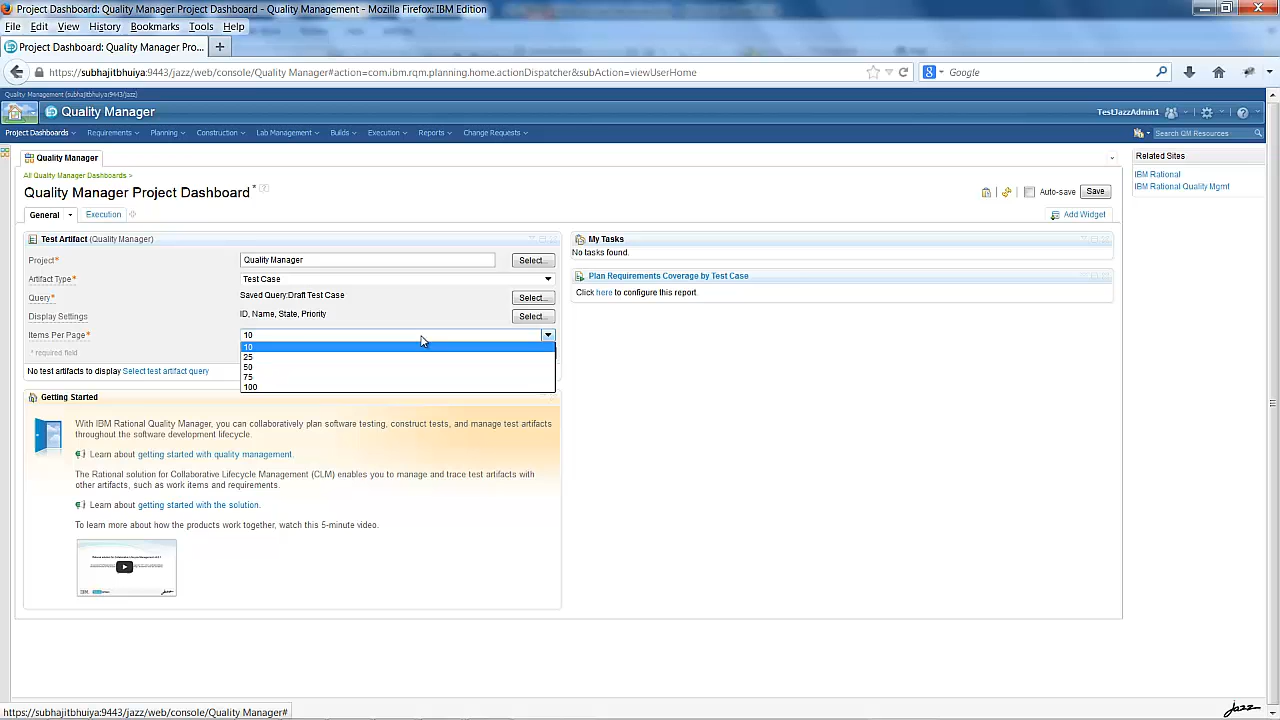 Project Dashboard: Quality Manager Project Dashboard - Quality Management - Mozilla Firefox: IBM Edition
File Edit View History Bookmarks Tools Help
Project Dashboard: Quality Manager Pro...
https://subhajitbhuiya:9443/jazz/web/console/Quality Manager#action=com.ibm.rqm.planning.home.actionDispatcher&subAction=viewUserHome
Google
Quality Management (subhajitbhuiya:9443/jazz)
Quality Manager
TestJazzAdmin1
Project Dashboards Requirements Planning Construction Lab Management Builds Execution Reports Change Requests
Search QM Resources
Quality Manager
All Quality Manager Dashboards >
Quality Manager Project Dashboard *
Auto-save Save
General Execution
Add Widget
Related Sites
IBM Rational
IBM Rational Quality Mgmt
Test Artifact (Quality Manager)
Project* Quality Manager Select...
Artifact Type* Test Case
Query* Saved Query:Draft Test Case Select...
Display Settings ID, Name, State, Priority Select...
Items Per Page* 10
10
25
50
75
100
* required field
No test artifacts to display Select test artifact query
My Tasks
No tasks found.
Plan Requirements Coverage by Test Case
Click here to configure this report.
Getting Started
With IBM Rational Quality Manager, you can collaboratively plan software testing, construct tests, and manage test artifacts
throughout the software development lifecycle.
Learn about getting started with quality management.
The Rational solution for Collaborative Lifecycle Management (CLM) enables you to manage and trace test artifacts with
other artifacts, such as work items and requirements.
Learn about getting started with the solution.
To learn more about how the products work together, watch this 5-minute video.
https://subhajitbhuiya:9443/jazz/web/console/Quality Manager#
Jazz